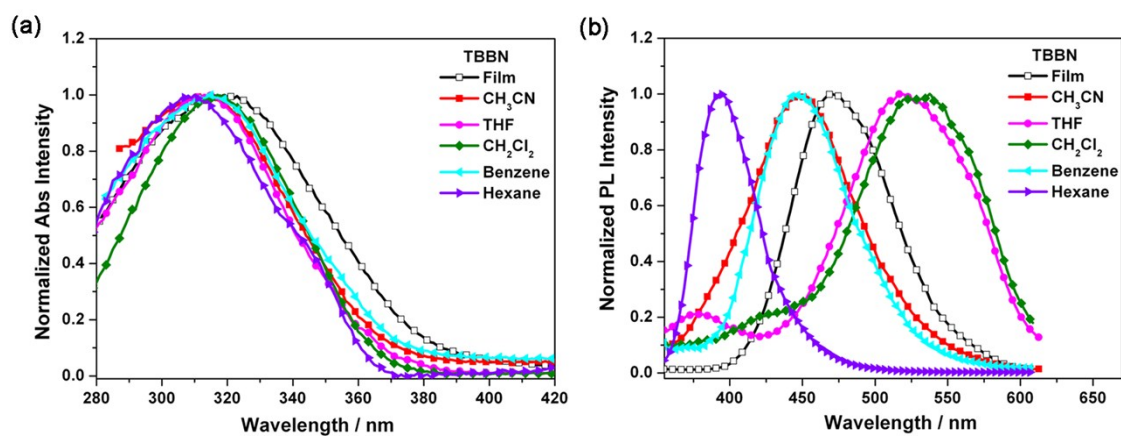 (a)
1.2
1.0
0.8
0.6
0.4
0.2
0.0
Normalized Abs Intensity
280 300 320 340 360 380 400 420
Wavelength / nm
TBBN
Film
CH₃CN
THF
CH₂Cl₂
Benzene
Hexane
(b)
1.2
1.0
0.8
0.6
0.4
0.2
0.0
Normalized PL Intensity
400 450 500 550 600 650
Wavelength / nm
TBBN
Film
CH₃CN
THF
CH₂Cl₂
Benzene
Hexane